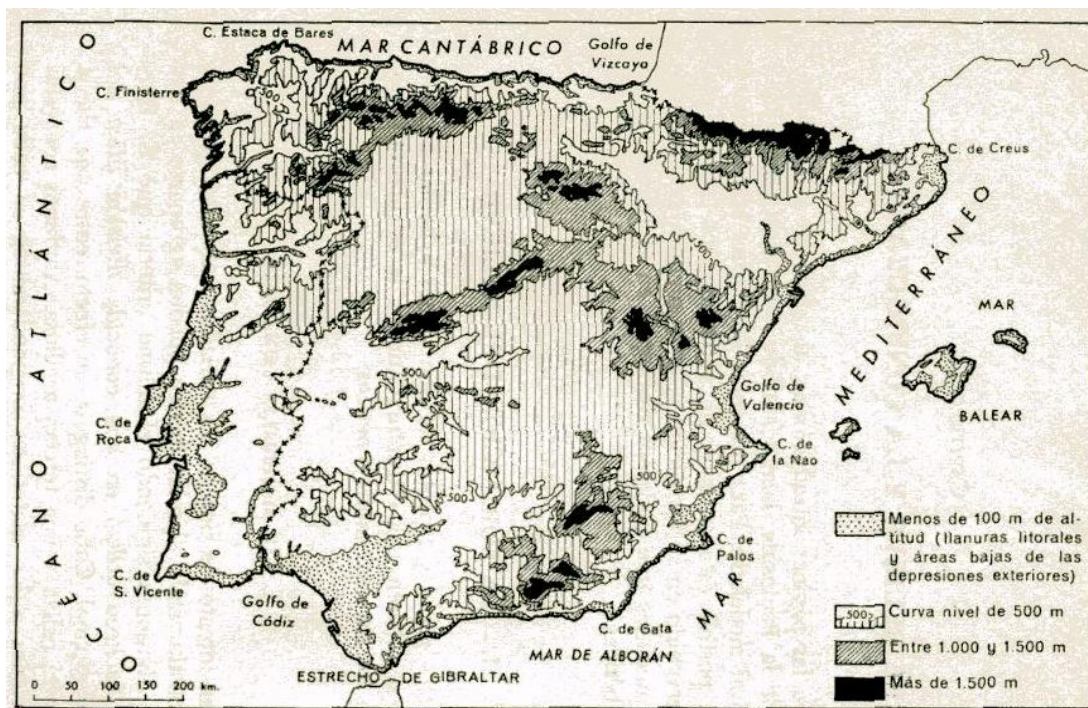 C. Estaca de Bares
MAR CANTÁBRICO
Golfo de
Vizcaya
C. Finisterre
C. de Creus
OCÉANO ATLÁNTICO
500
500
MAR MEDITERRÁNEO
MAR
BALEAR
500
Golfo de
Valencia
C. de
Roca
C. de
la Nao
500
500
C. de
Palos
C. de
S. Vicente
Golfo de
Cádiz
C. de Gata
MAR DE ALBORÁN
ESTRECHO DE GIBRALTAR
0 50 100 150 200 km.
Menos de 100 m de al-
titud (llanuras litorales
y áreas bajas de las
depresiones exteriores)
500
Curva nivel de 500 m
Entre 1.000 y 1.500 m
Más de 1.500 m